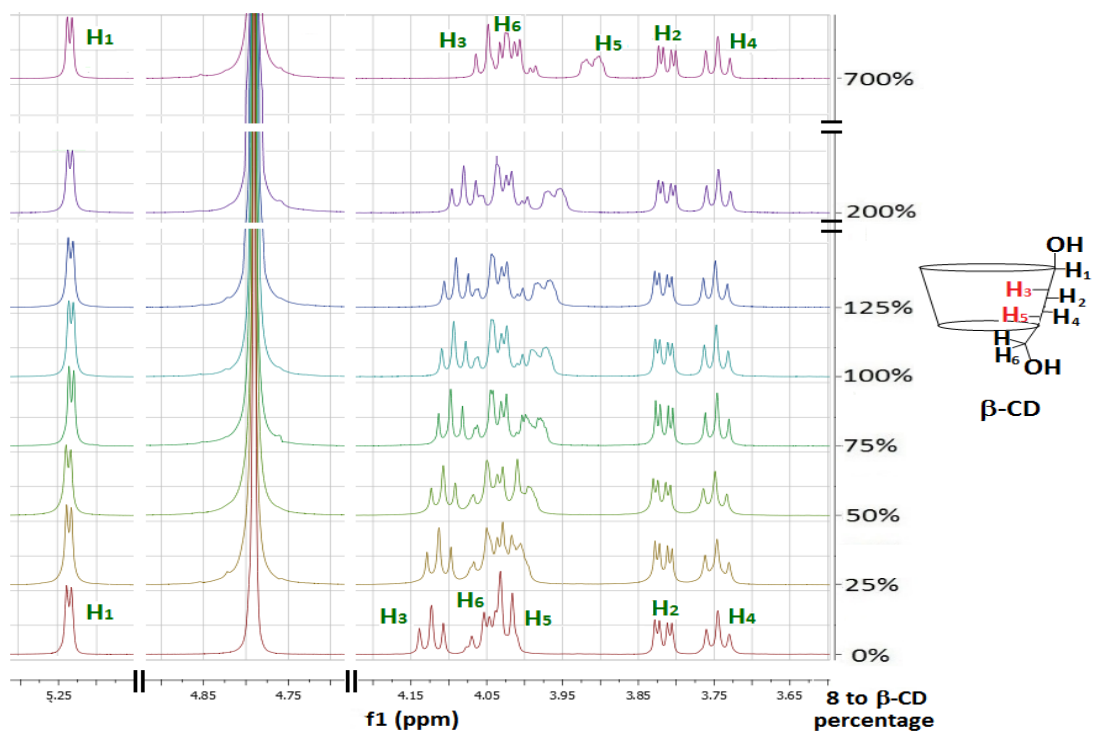 H1 H3 H6 H5 H2 H4
700%
200%
125%
100%
75%
50%
25%
H1 H3 H6 H5 H2 H4
0%
5.25 4.85 4.75 4.15 4.05 3.95 3.85 3.75 3.65
f1 (ppm)
8 to β-CD
percentage
OH
H1
H3
H2
H5 H4
H
H6
OH
β-CD